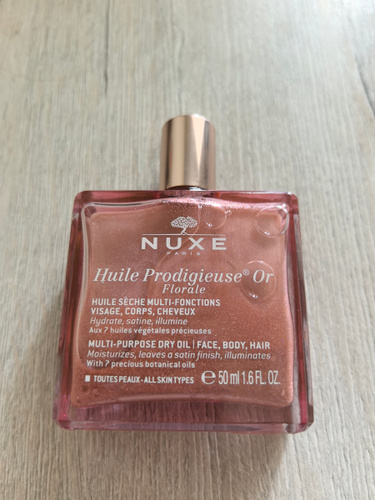 NUXE
PARIS
Huile Prodigieuse® Or
Florale
HUILE SÈCHE MULTI-FONCTIONS
VISAGE, CORPS, CHEVEUX
Hydrate, satine, illumine
Aux 7 huiles végétales précieuses
MULTI-PURPOSE DRY OIL | FACE, BODY, HAIR
Moisturizes, leaves a satin finish, illuminates
With 7 precious botanical oils
■ TOUTES PEAUX - ALL SKIN TYPES ℮ 50 ml 1.6 FL. OZ.